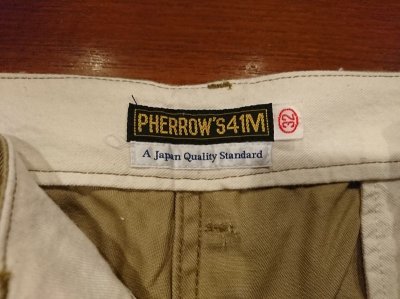 PHERROW'S41M
32
A Japan Quality Standard